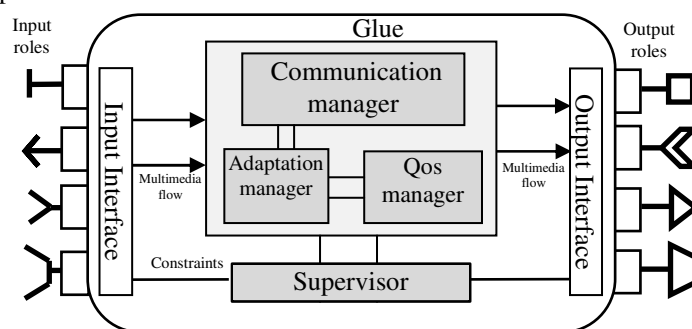 Input
roles
Glue
Output
roles
Communication
manager
Input Interface
Output Interface
Adaptation
manager
Qos
manager
Multimedia
flow
Multimedia
flow
Constraints
Supervisor